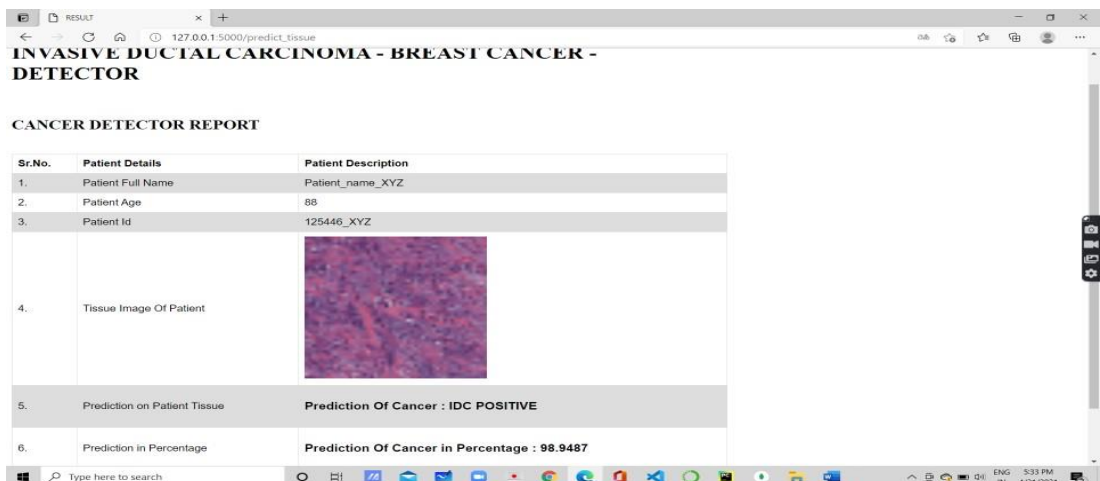 RESULT
127.0.0.1:5000/predict_tissue
INVASIVE DUCTAL CARCINOMA - BREAST CANCER -
DETECTOR
CANCER DETECTOR REPORT
Sr.No. Patient Details Patient Description
1. Patient Full Name Patient_name_XYZ
2. Patient Age 88
3. Patient Id 125446_XYZ
4. Tissue Image Of Patient
5. Prediction on Patient Tissue Prediction Of Cancer : IDC POSITIVE
6. Prediction in Percentage Prediction Of Cancer in Percentage : 98.9487
Type here to search
ENG 5:33 PM